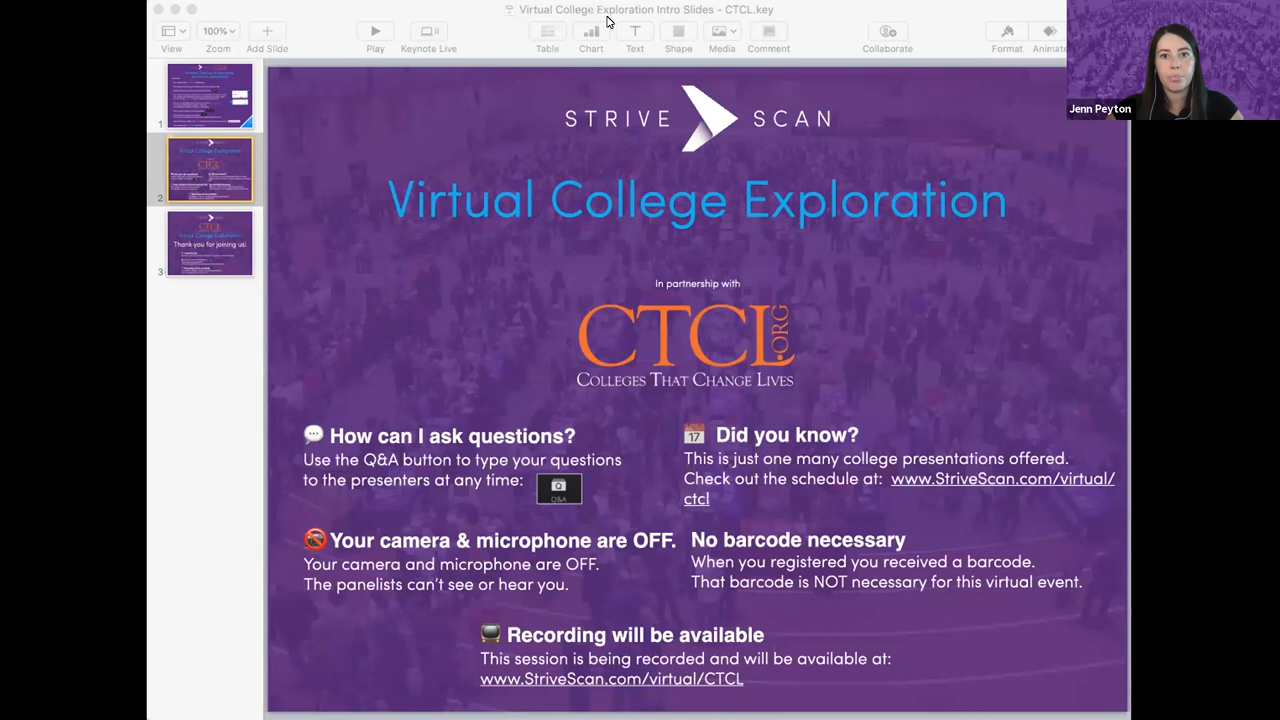 Virtual College Exploration Intro Slides - CTCL.key
100%
View
Zoom
Add Slide
Play
Keynote Live
Table
Chart
Text
Shape
Media
Comment
Collaborate
Format
Animate
Jenn Peyton
1
2
3
Thank you for joining us!
STRIVE SCAN
Virtual College Exploration
In partnership with
CTCL.ORG
COLLEGES THAT CHANGE LIVES
How can I ask questions?
Use the Q&A button to type your questions
to the presenters at any time:
Q&A
Did you know?
This is just one many college presentations offered.
Check out the schedule at: www.StriveScan.com/virtual/
ctcl
Your camera & microphone are OFF.
Your camera and microphone are OFF.
The panelists can't see or hear you.
No barcode necessary
When you registered you received a barcode.
That barcode is NOT necessary for this virtual event.
Recording will be available
This session is being recorded and will be available at:
www.StriveScan.com/virtual/CTCL